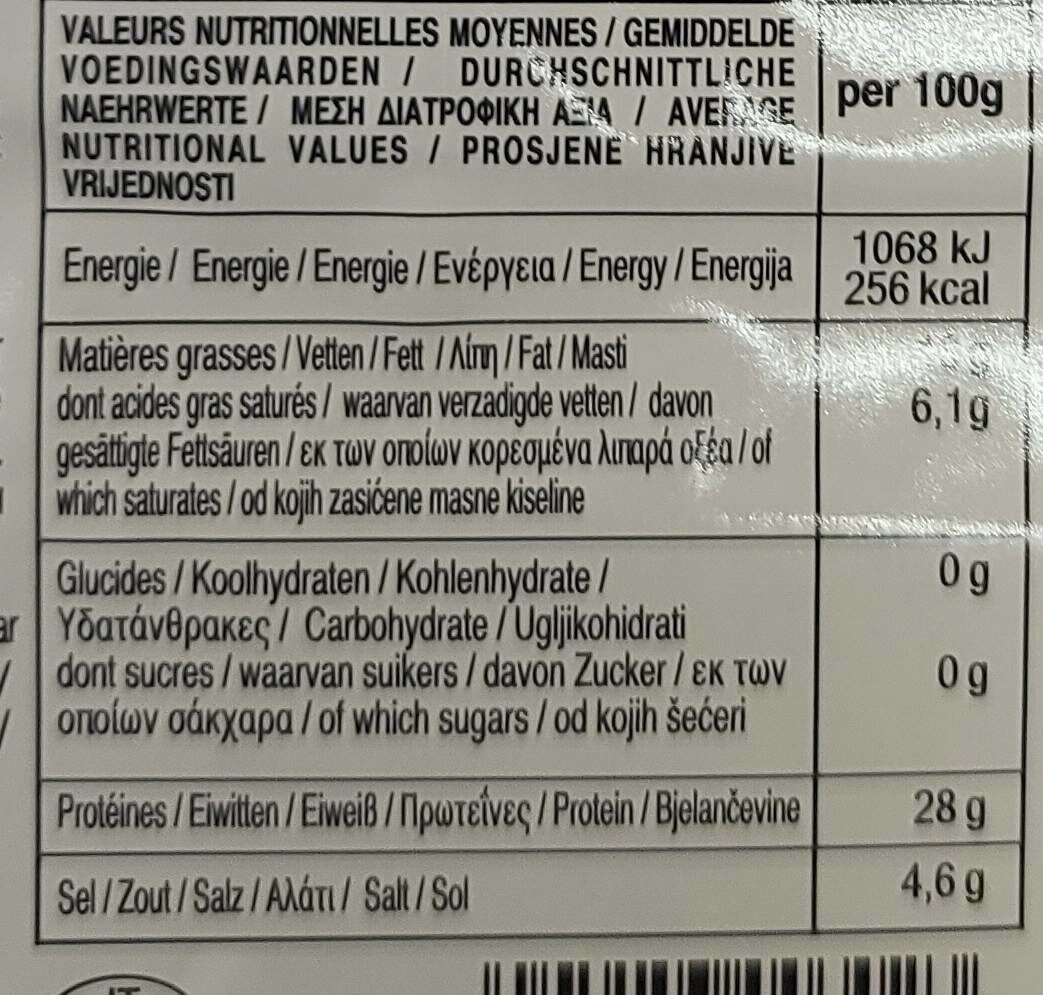 VALEURS NUTRITIONNELLES MOYENNES / GEMIDDELDE
VOEDINGSWAARDEN / DURCHSCHNITTLICHE
NAEHRWERTE / ΜΕΣΗ ΔΙΑΤΡΟΦΙΚΗ ΑΞΙΑ / AVERAGE
NUTRITIONAL VALUES / PROSJENE HRANJIVE
VRIJEDNOSTI
per 100g
Energie / Energie / Energie / Ενέργεια / Energy / Energija
1068 kJ
256 kcal
Matières grasses / Vetten / Fett / Λίπη / Fat / Masti
dont acides gras saturés / waarvan verzadigde vetten / davon
6,1g
gesättigte Fettsäuren / εκ των οποίων κορεσμένα λιπαρά οξέα / of
which saturates / od kojih zasićene masne kiseline
Glucides / Koolhydraten / Kohlenhydrate /
0 g
ar
Υδατάνθρακες / Carbohydrate / Ugljikohidrati
dont sucres / waarvan suikers / davon Zucker / εκ των
0 g
οποίων σάκχαρα / of which sugars / od kojih šećeri
Protéines / Eiwitten / Eiweiß / Πρωτεΐνες / Protein / Bjelančevine
28 g
Sel / Zout / Salz / Αλάτι / Salt / Sol
4,6 g
IT